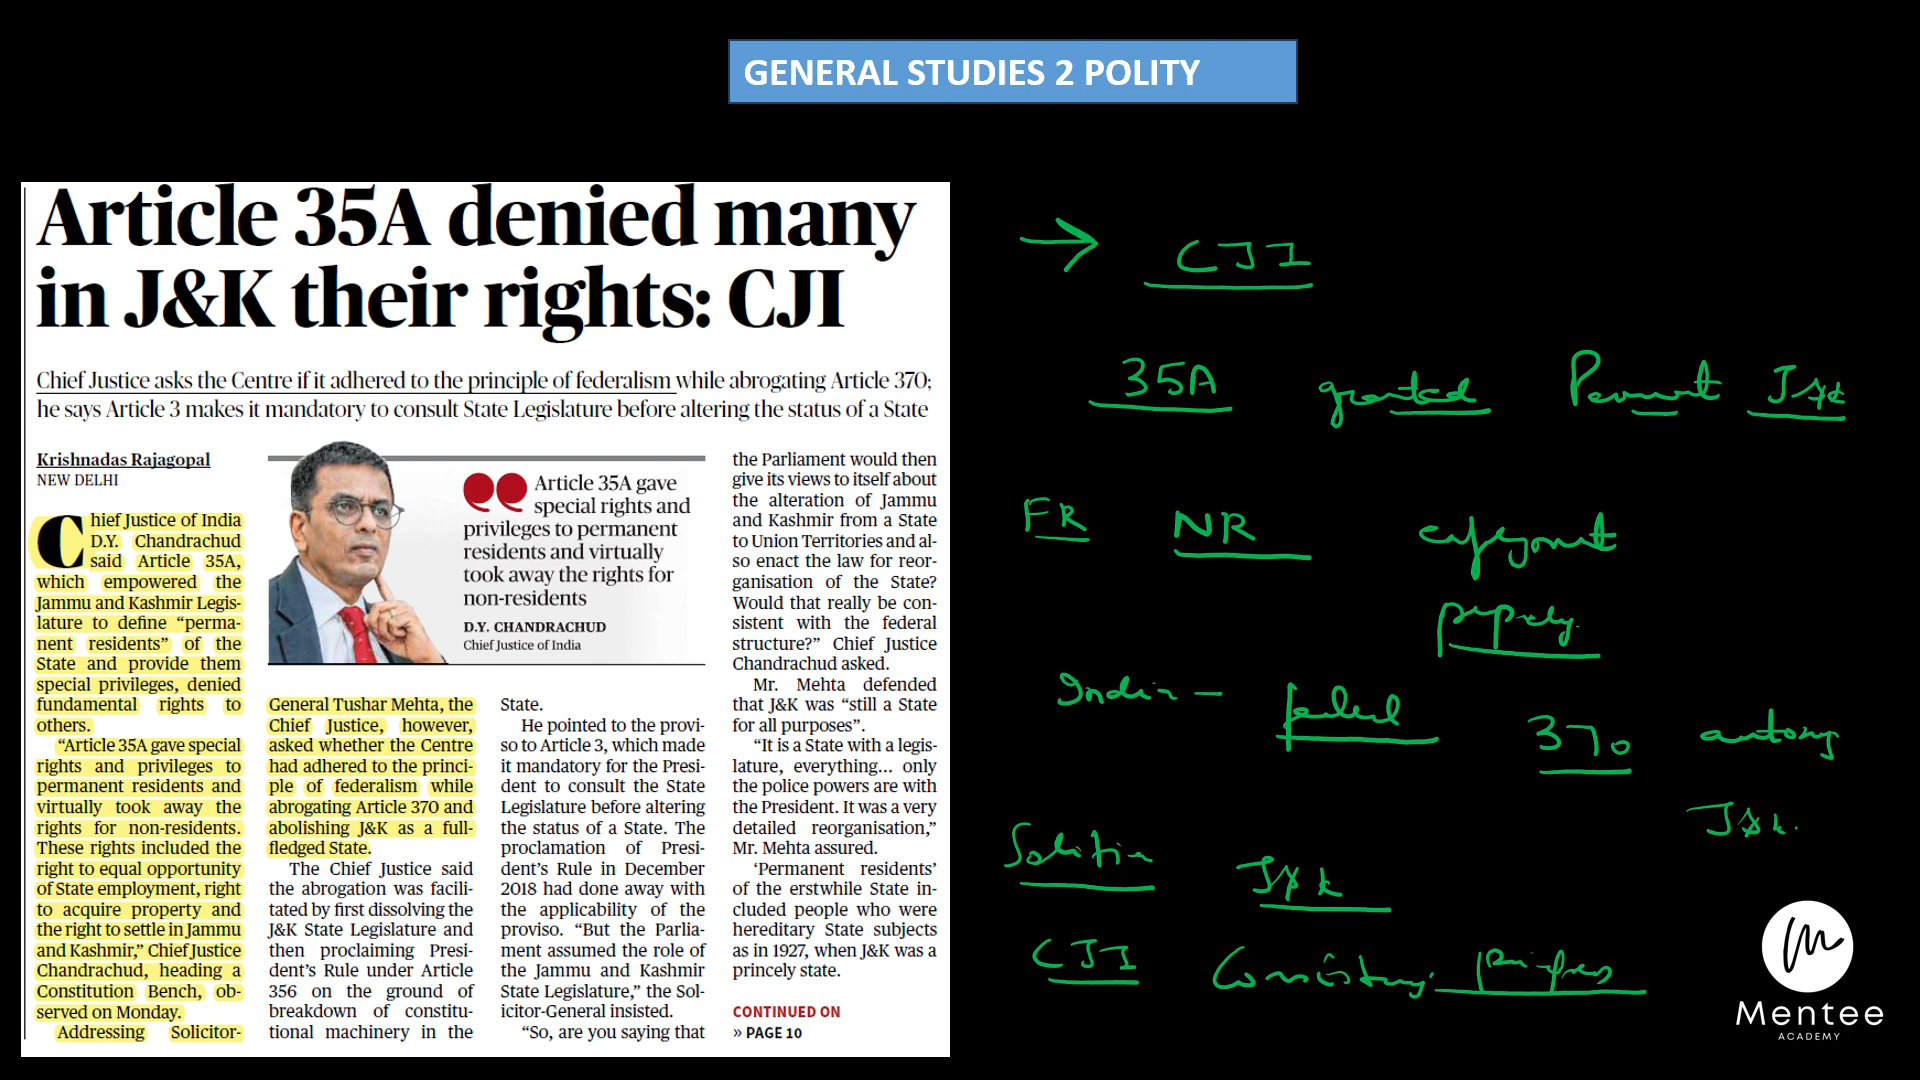 GENERAL STUDIES 2 POLITY
Article 35A denied many
in J&K their rights: CJI
Chief Justice asks the Centre if it adhered to the principle of federalism while abrogating Article 370;
he says Article 3 makes it mandatory to consult State Legislature before altering the status of a State
Krishnadas Rajagopal
NEW DELHI
Chief Justice of India
D.Y. Chandrachud
said Article 35A,
which empowered the
Jammu and Kashmir Legis-
lature to define “perma-
nent residents” of the
State and provide them
special privileges, denied
fundamental rights to
others.
“Article 35A gave special
rights and privileges to
permanent residents and
virtually took away the
rights for non-residents.
These rights included the
right to equal opportunity
of State employment, right
to acquire property and
the right to settle in Jammu
and Kashmir,” Chief Justice
Chandrachud, heading a
Constitution Bench, ob-
served on Monday.
Addressing Solicitor-
Article 35A gave
special rights and
privileges to permanent
residents and virtually
took away the rights for
non-residents
D.Y. CHANDRACHUD
Chief Justice of India
General Tushar Mehta, the
Chief Justice, however,
asked whether the Centre
had adhered to the princi-
ple of federalism while
abrogating Article 370 and
abolishing J&K as a full-
fledged State.
The Chief Justice said
the abrogation was facili-
tated by first dissolving the
J&K State Legislature and
then proclaiming Presi-
dent’s Rule under Article
356 on the ground of
breakdown of constitu-
tional machinery in the
State.
He pointed to the provi-
so to Article 3, which made
it mandatory for the Presi-
dent to consult the State
Legislature before altering
the status of a State. The
proclamation of Presi-
dent’s Rule in December
2018 had done away with
the applicability of the
proviso. “But the Parlia-
ment assumed the role of
the Jammu and Kashmir
State Legislature,” the Sol-
icitor-General insisted.
“So, are you saying that
the Parliament would then
give its views to itself about
the alteration of Jammu
and Kashmir from a State
to Union Territories and al-
so enact the law for reor-
ganisation of the State?
Would that really be con-
sistent with the federal
structure?” Chief Justice
Chandrachud asked.
Mr. Mehta defended
that J&K was “still a State
for all purposes”.
“It is a State with a legis-
lature, everything... only
the police powers are with
the President. It was a very
detailed reorganisation,”
Mr. Mehta assured.
‘Permanent residents’
of the erstwhile State in-
cluded people who were
hereditary State subjects
as in 1927, when J&K was a
princely state.
CONTINUED ON
» PAGE 10
CJI
35A granted J&K
FR NR
India -
370
J&K.
J&K
CJI
Mentee
ACADEMY